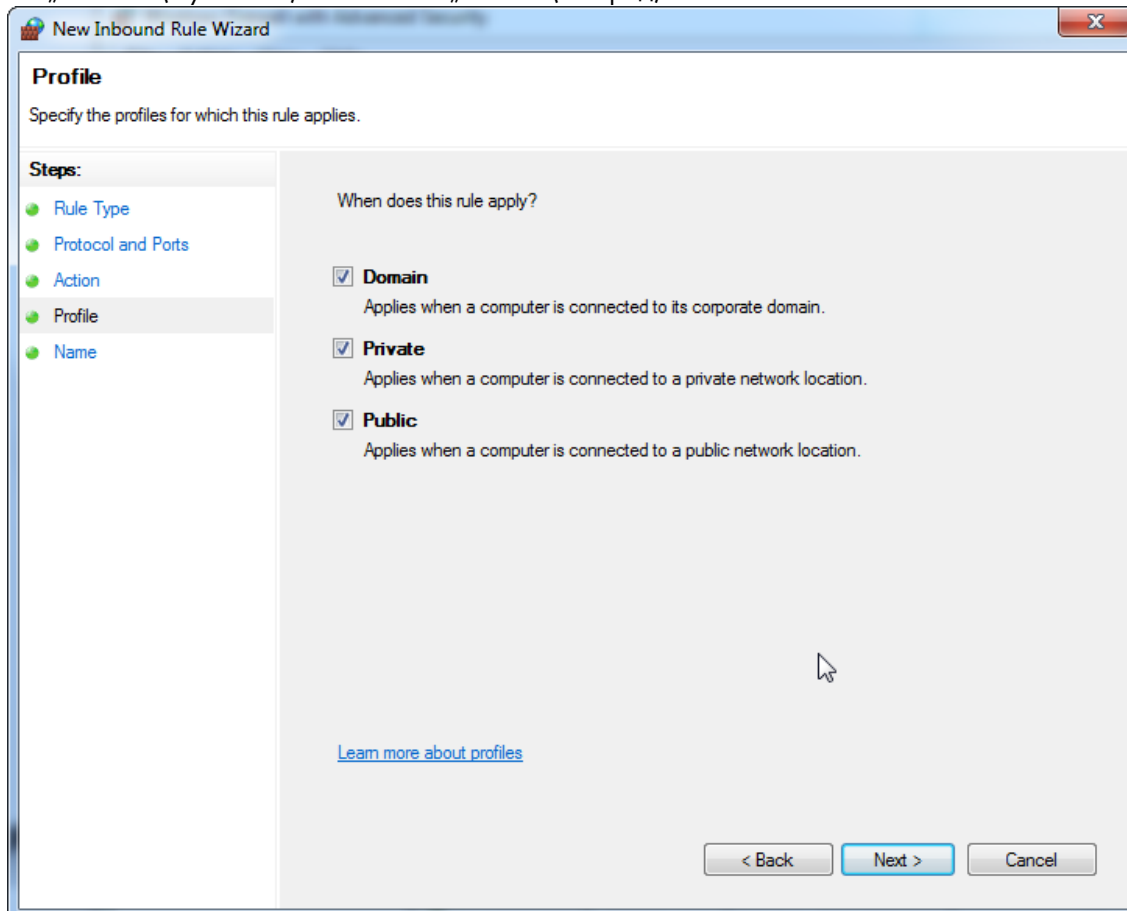 New Inbound Rule Wizard
Profile
Specify the profiles for which this rule applies.
Steps:
Rule Type
Protocol and Ports
Action
Profile
Name
When does this rule apply?
Domain
Applies when a computer is connected to its corporate domain.
Private
Applies when a computer is connected to a private network location.
Public
Applies when a computer is connected to a public network location.
Learn more about profiles
< Back
Next >
Cancel